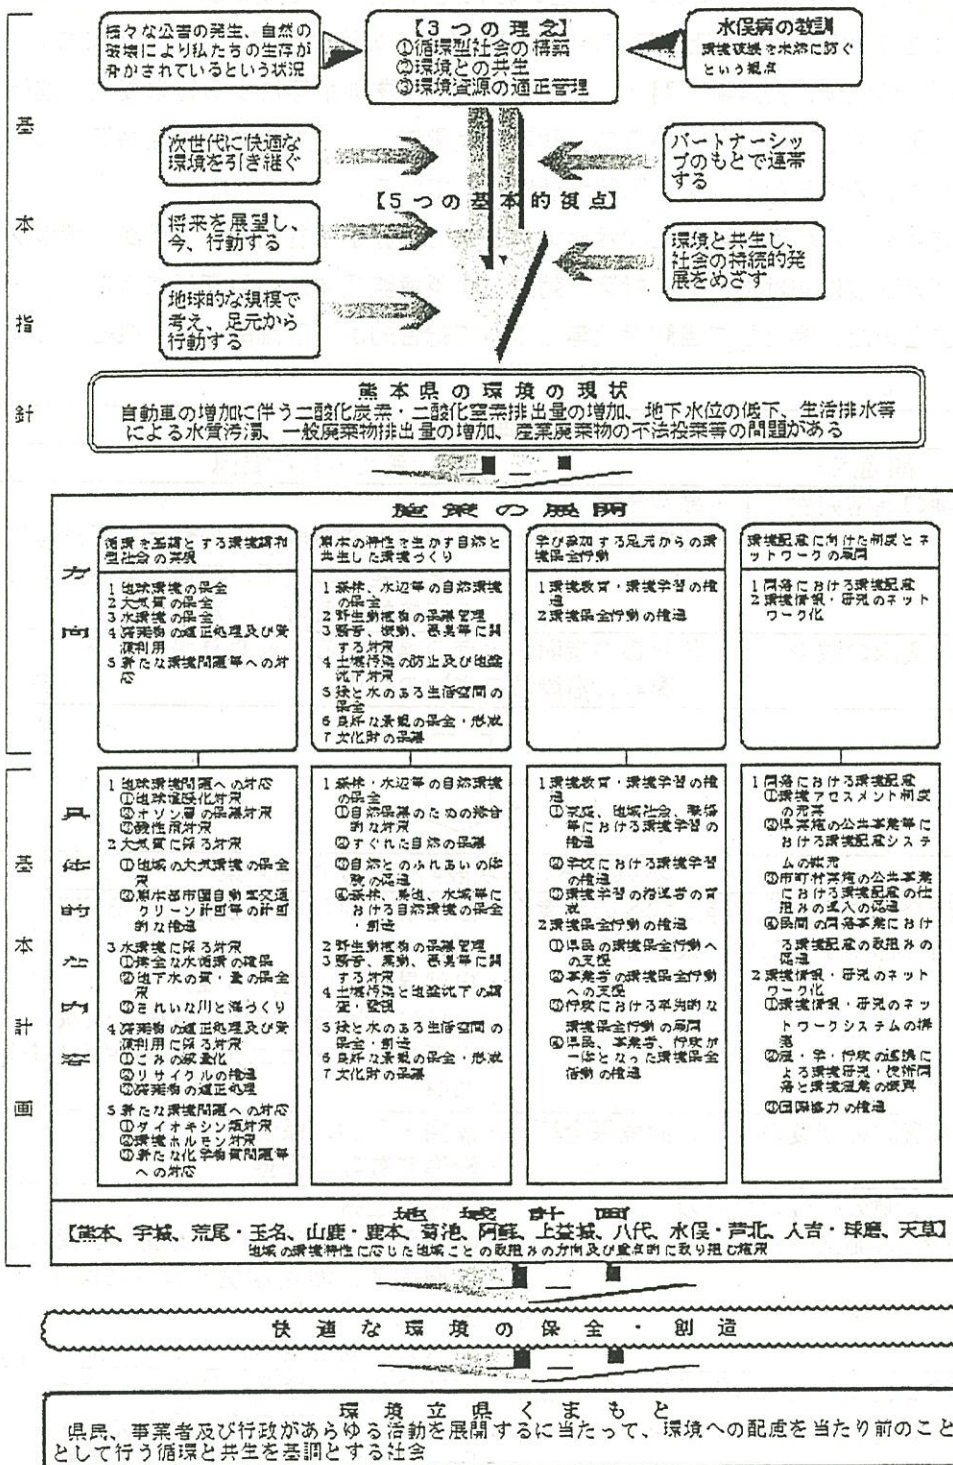 様々な公害の発生、自然の
破壊により私たちの生存が
脅かされているという状況
【3つの理念】
①循環型社会の構築
②環境との共生
③環境資源の適正管理
水俣病の教訓
環境破壊を未然に防ぐ
という視点
基本指針
次世代に快適な
環境を引き継ぐ
パートナーシッ
プのもとで連帯
する
【5つの基本的視点】
将来を展望し、
今、行動する
環境と共生し、
社会の持続的発
展をめざす
地球的な規模で
考え、足元から
行動する
熊本県の環境の現状
自動車の増加に伴う二酸化炭素・二酸化窒素排出量の増加、地下水位の低下、生活排水等
による水質汚濁、一般廃棄物排出量の増加、産業廃棄物の不法投棄等の問題がある
施策の展開
方向
循環を基調とする環境調和
型社会の実現
1 地球環境の保全
2 大気質の保全
3 水環境の保全
4 廃棄物の適正処理及び資
源利用
5 新たな環境問題等への対
応
熊本の特性を生かす自然と
共生した環境づくり
1 森林、水辺等の自然環境
の保全
2 野生動植物の保護管理
3 騒音、振動、悪臭等に関
する対策
4 土壌汚染の防止及び地盤
沈下対策
5 緑と水のある生活空間の
保全
6 良好な景観の保全・形成
7 文化財の保護
学び参加する足元からの環
境保全行動
1 環境教育・環境学習の推
進
2 環境保全行動の推進
環境配慮に向けた制度とネ
ットワークの展開
1 開発における環境配慮
2 環境情報・研究のネット
ワーク化
基本計画
具体的な内容
1 地球環境問題への対応
①地球温暖化対策
②オゾン層の保護対策
③酸性雨対策
2 大気質に係る対策
①地域の大気環境の保全
策
②熊本都市圏自動車交通
クリーン計画等の計画
的な推進
3 水環境に係る対策
①健全な水循環の確保
②地下水の質・量の保全
策
③きれいな川と海づくり
4 廃棄物の適正処理及び資
源利用に係る対策
①ごみの減量化
②リサイクルの推進
③廃棄物の適正処理
5 新たな環境問題への対応
①ダイオキシン類対策
②環境ホルモン対策
③新たな化学物質問題等
への対応
1 森林・水辺等の自然環境
の保全
①自然保護のための総合
的な対策
②すぐれた自然の保護
③自然とのふれあいの体
験の促進
④森林、農地、水域等に
おける自然環境の保全
・創造
2 野生動植物の保護管理
3 騒音、振動、悪臭等に関
する対策
4 土壌汚染と地盤沈下の調
査・監視
5 緑と水のある生活空間の
保全・創造
6 良好な景観の保全・形成
7 文化財の保護
1 環境教育・環境学習の推
進
①家庭、地域社会、職場
等における環境学習の
推進
②学校における環境学習
の推進
③環境学習の指導者の育
成
2 環境保全行動の推進
①県民の環境保全行動へ
の支援
②事業者の環境保全行動
への支援
③行政における率先的な
環境保全行動の展開
④県民、事業者、行政が
一体となった環境保全
活動の推進
1 開発における環境配慮
①環境アセスメント制度
の充実
②県実施の公共事業等に
おける環境配慮システ
ムの拡充
③市町村実施の公共事業
における環境配慮の仕
組みの導入の促進
④民間の開発事業におけ
る環境配慮の取組みの
促進
2 環境情報・研究のネット
ワーク化
①環境情報・研究のネッ
トワークシステムの構
築
②産・学・行政の連携に
よる環境研究・技術開
発と環境産業の振興
③国際協力の推進
地域計画
【熊本、宇城、荒尾・玉名、山鹿・鹿本、菊池、阿蘇、上益城、八代、水俣・芦北、人吉・球磨、天草】
地域の環境特性に応じた地域ごとの取組みの方向及び重点的に取り組む施策
快適な環境の保全・創造
環境立県くまもと
県民、事業者及び行政があらゆる活動を展開するに当たって、環境への配慮を当たり前のこと
として行う循環と共生を基調とする社会